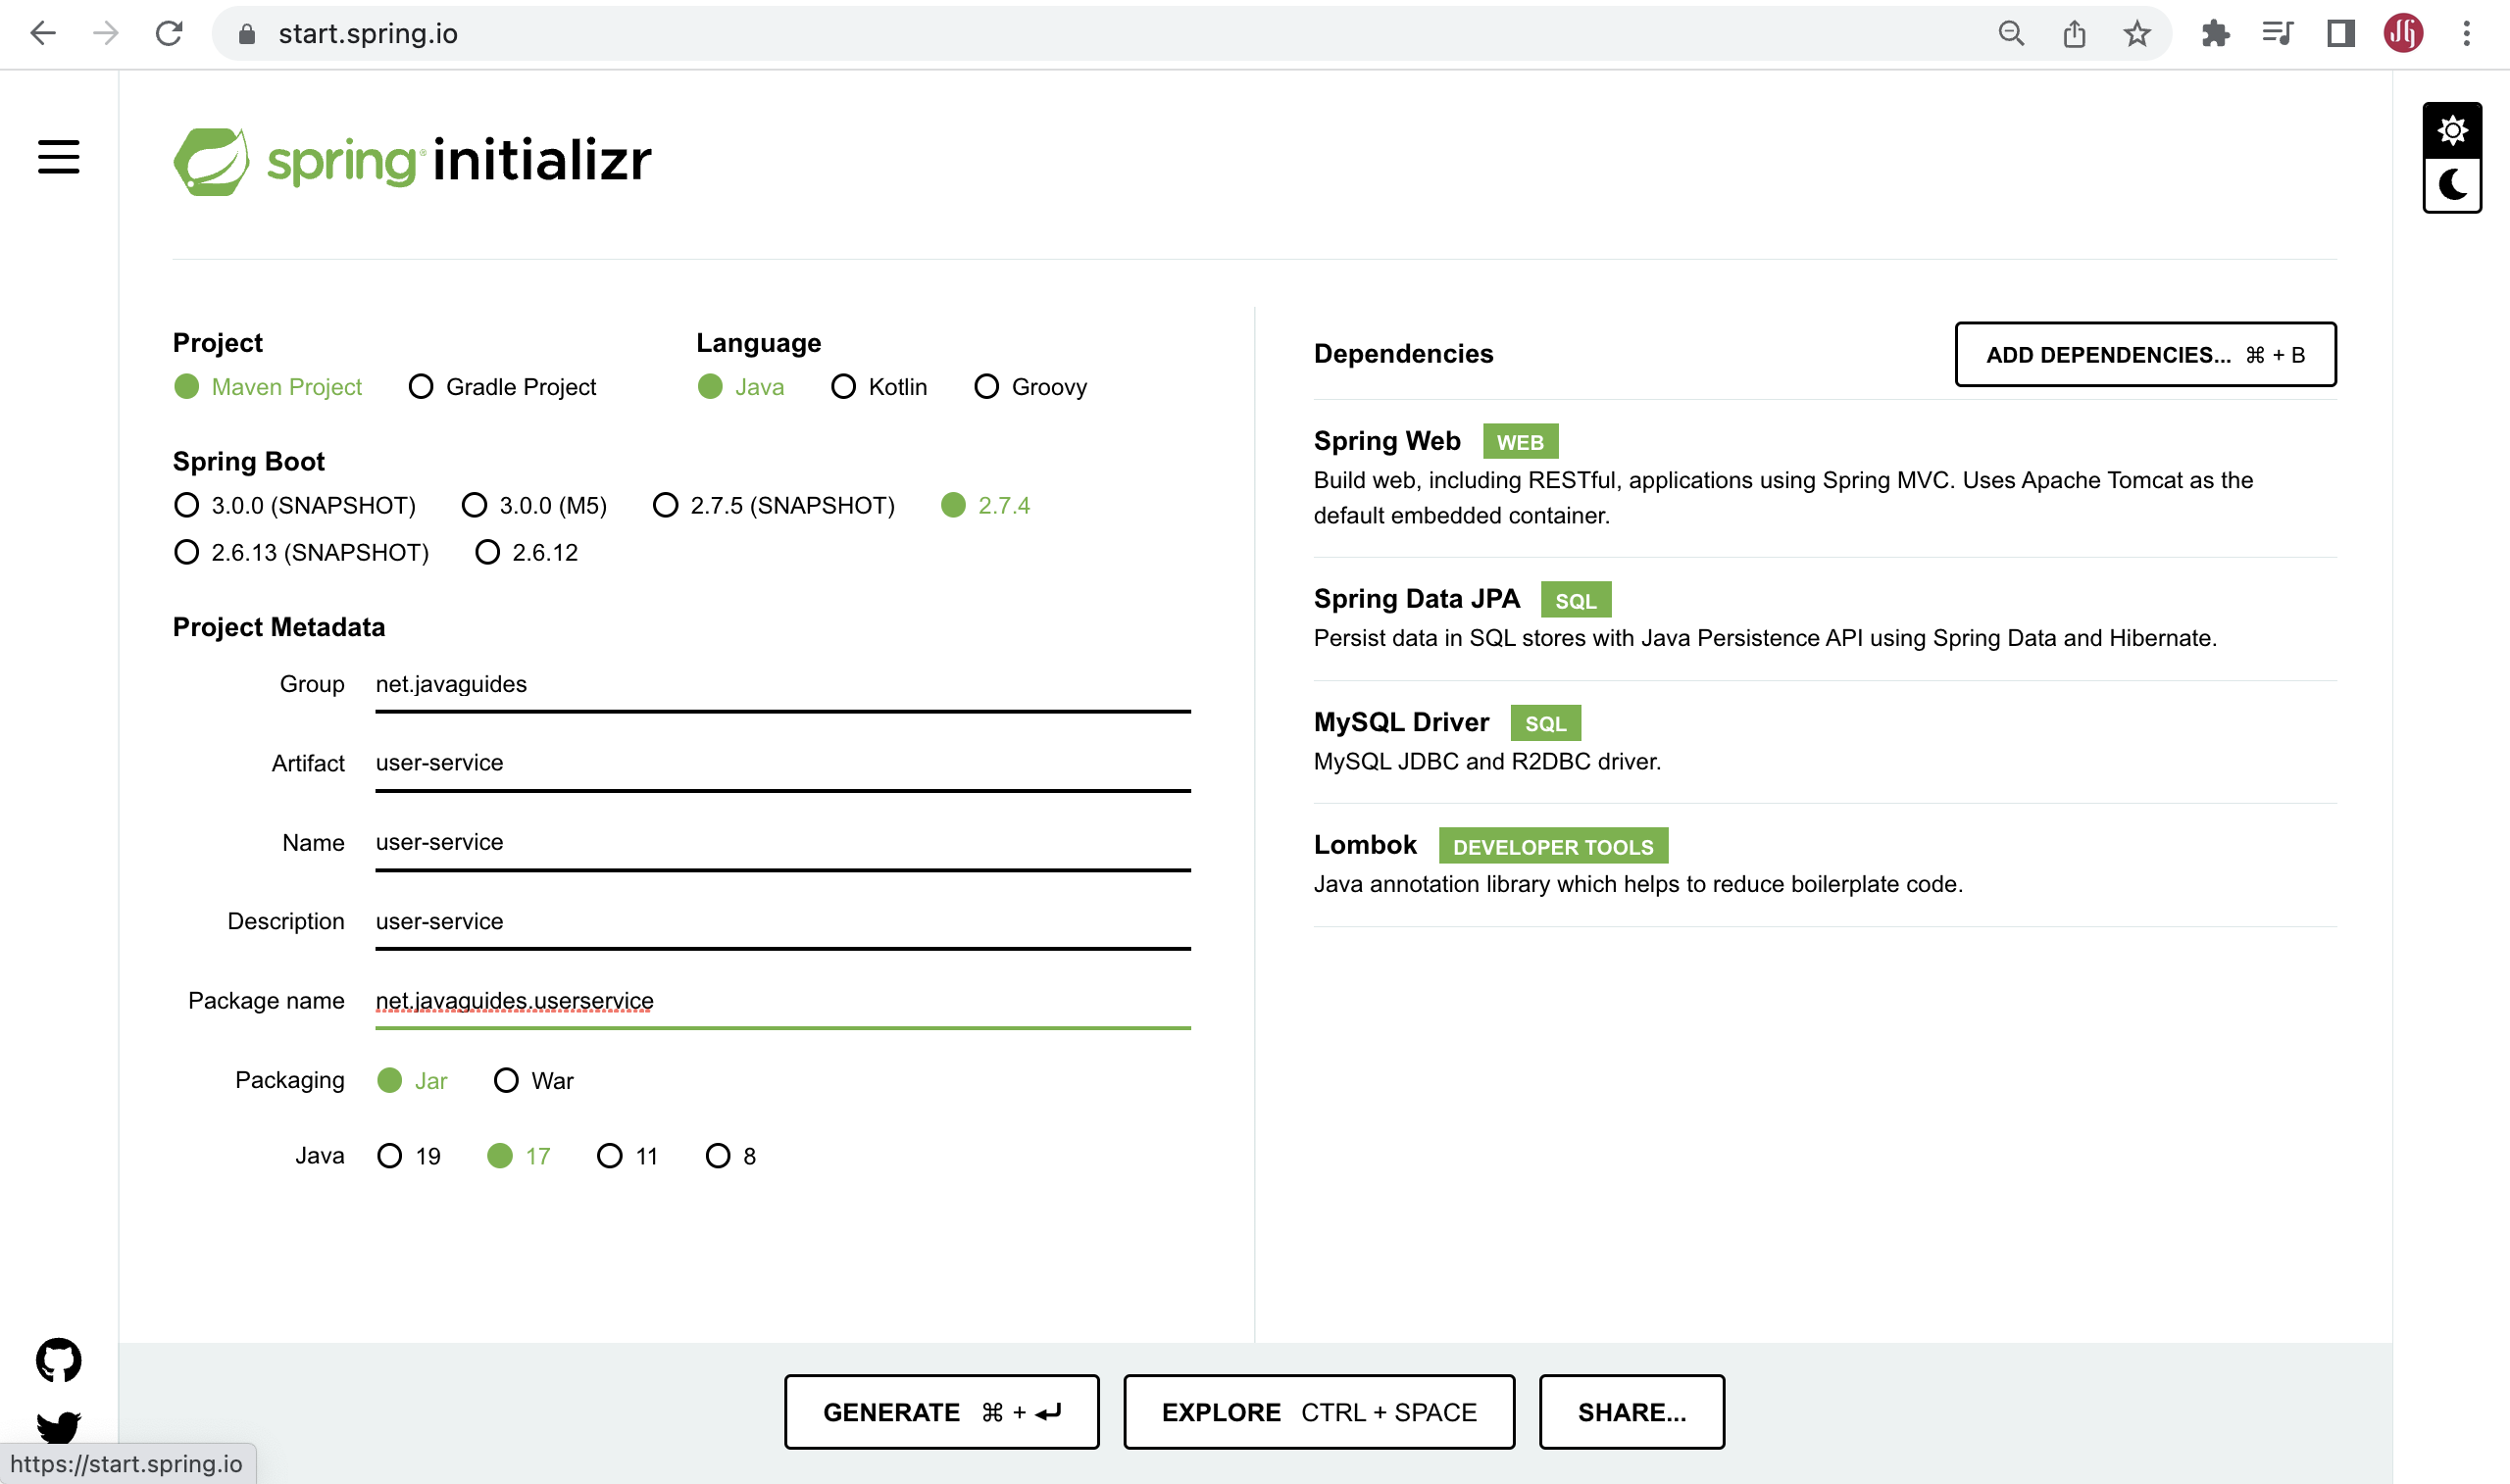 start.spring.io
spring initializr
Project
Maven Project Gradle Project
Language
Java Kotlin Groovy
Spring Boot
3.0.0 (SNAPSHOT) 3.0.0 (M5) 2.7.5 (SNAPSHOT) 2.7.4
2.6.13 (SNAPSHOT) 2.6.12
Project Metadata
Group net.javaguides
Artifact user-service
Name user-service
Description user-service
Package name net.javaguides.userservice
Packaging Jar War
Java 19 17 11 8
Dependencies
ADD DEPENDENCIES... ⌘ + B
Spring Web WEB
Build web, including RESTful, applications using Spring MVC. Uses Apache Tomcat as the
default embedded container.
Spring Data JPA SQL
Persist data in SQL stores with Java Persistence API using Spring Data and Hibernate.
MySQL Driver SQL
MySQL JDBC and R2DBC driver.
Lombok DEVELOPER TOOLS
Java annotation library which helps to reduce boilerplate code.
GENERATE ⌘ + ⏎
EXPLORE CTRL + SPACE
SHARE...
https://start.spring.io